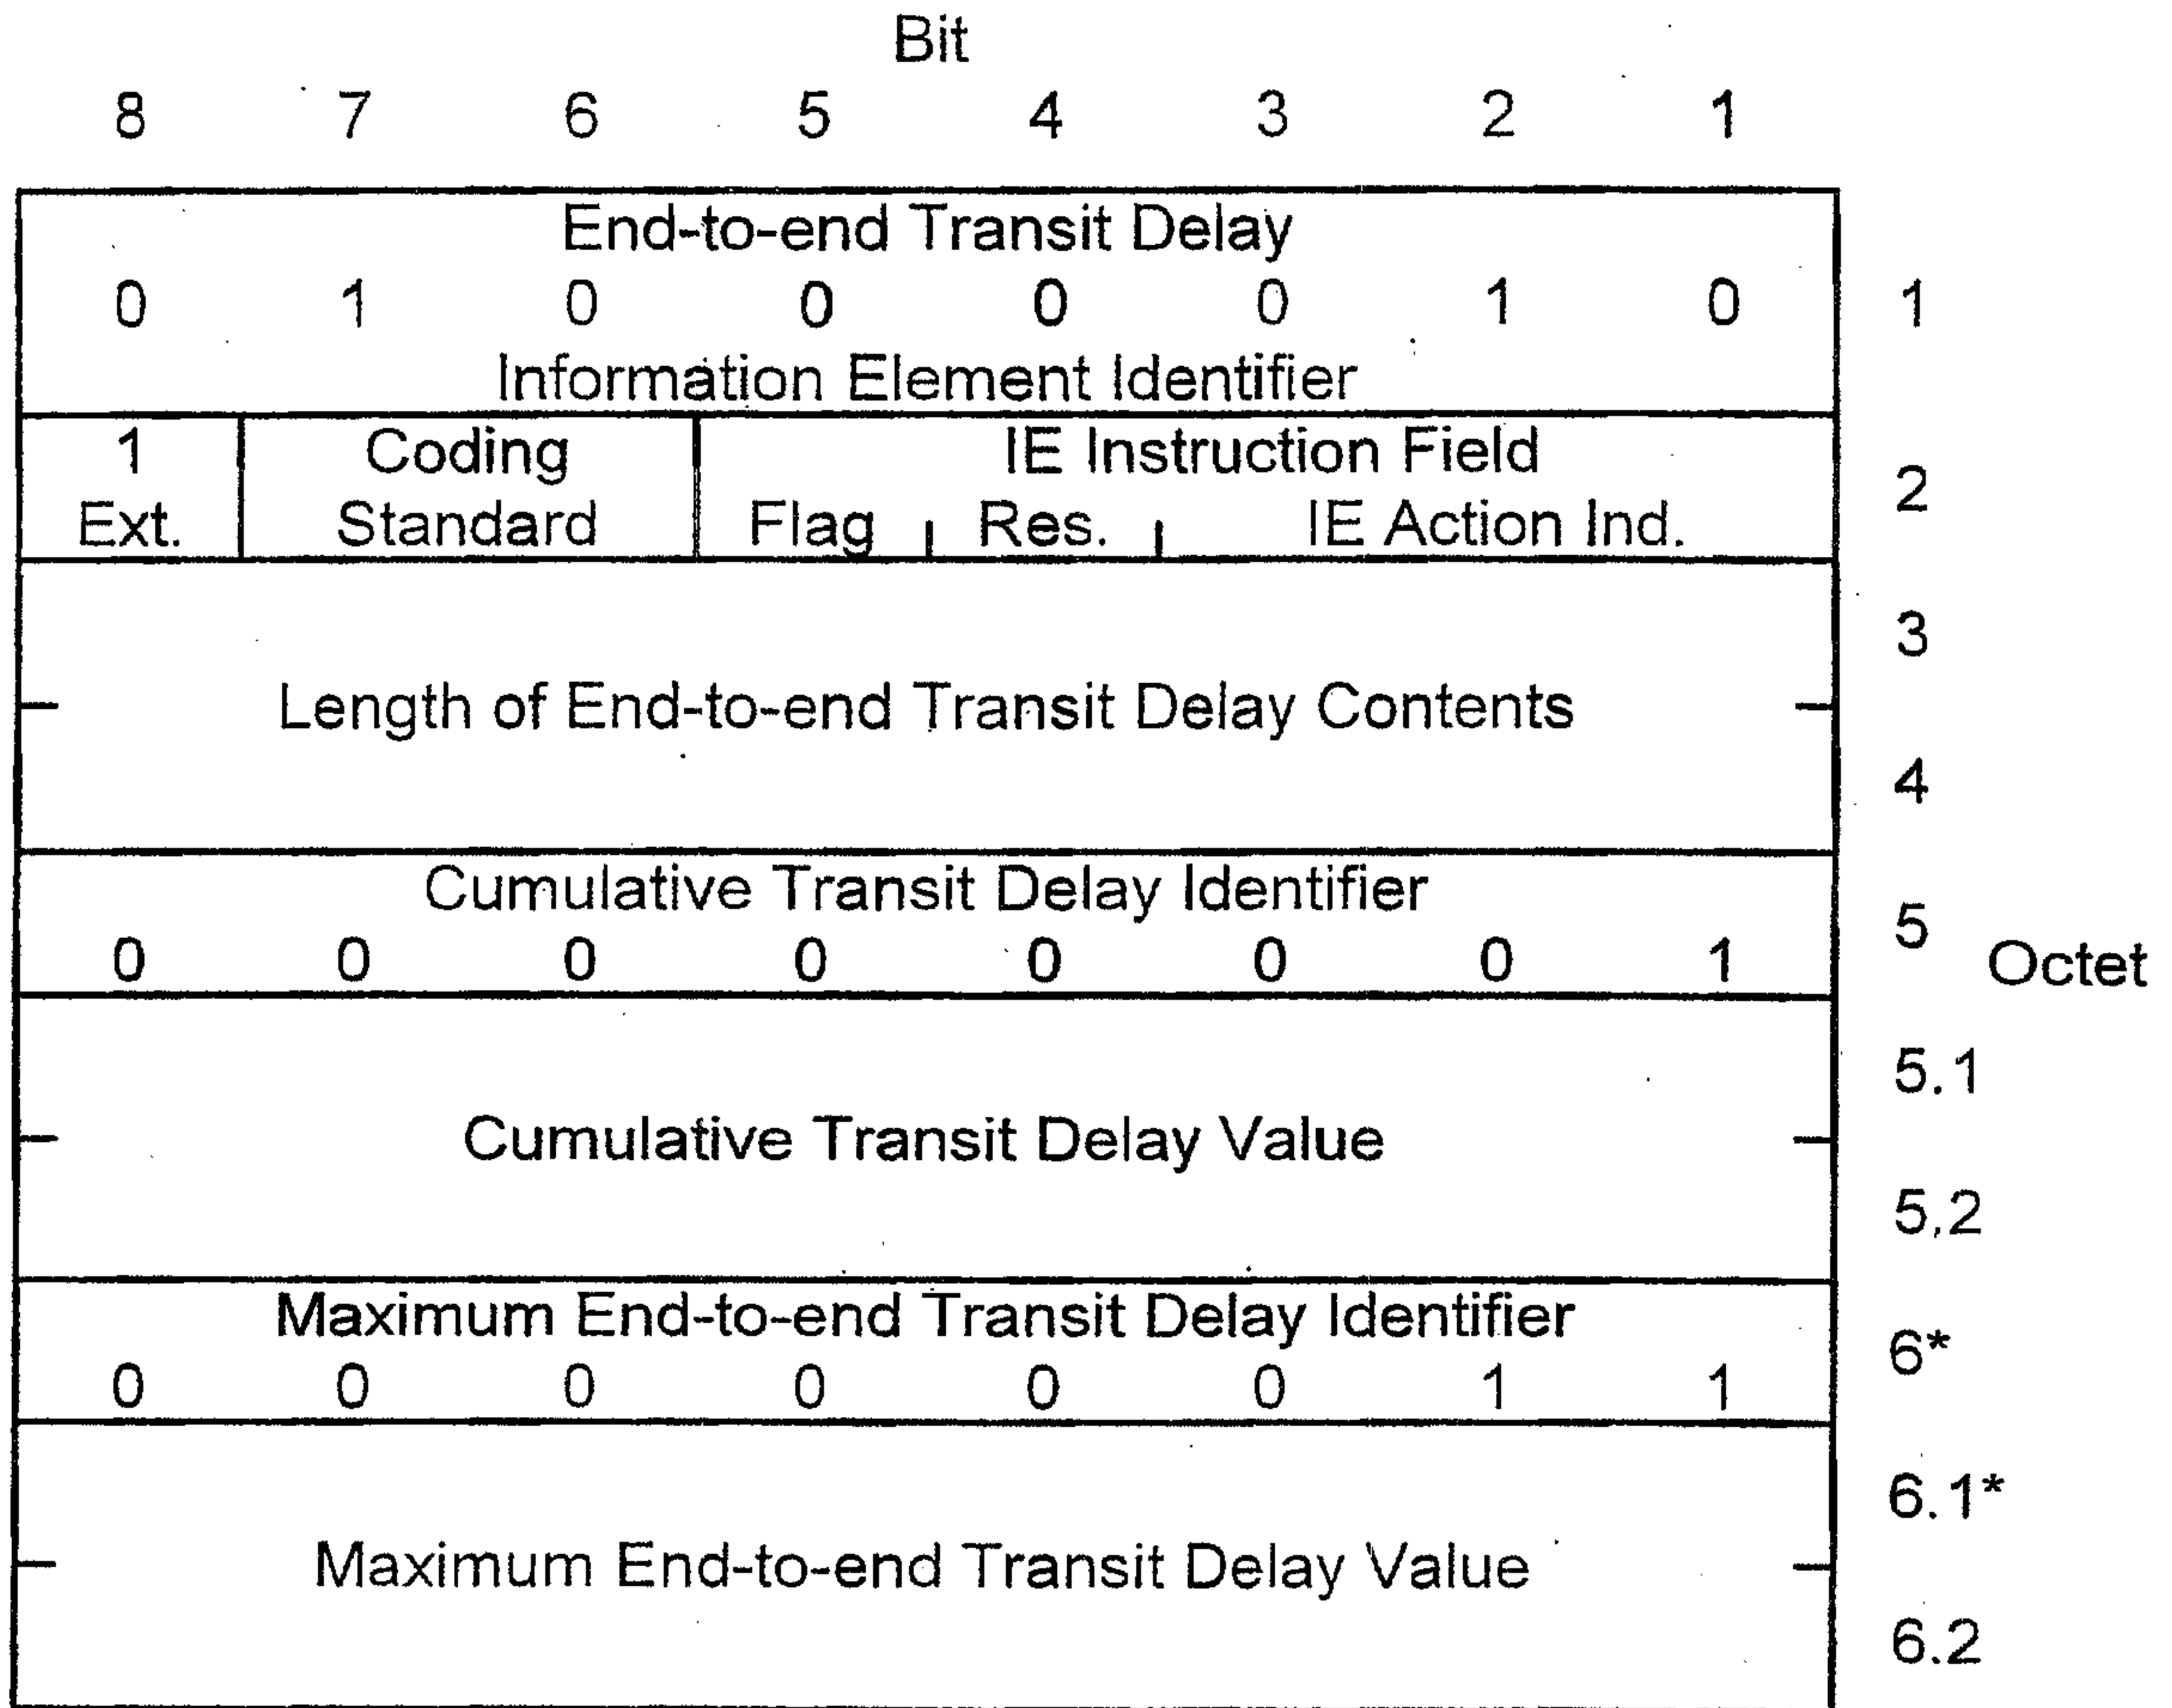 Bit
8 7 6 5 4 3 2 1
End-to-end Transit Delay
0 1 0 0 0 0 1 0 1
Information Element Identifier
1 Coding IE Instruction Field
2
Ext. Standard Flag Res. IE Action Ind.
3
Length of End-to-end Transit Delay Contents
4
Cumulative Transit Delay Identifier
5
0 0 0 0 0 0 0 1 Octet
5.1
Cumulative Transit Delay Value
5.2
Maximum End-to-end Transit Delay Identifier
6*
0 0 0 0 0 0 1 1
6.1*
Maximum End-to-end Transit Delay Value
6.2